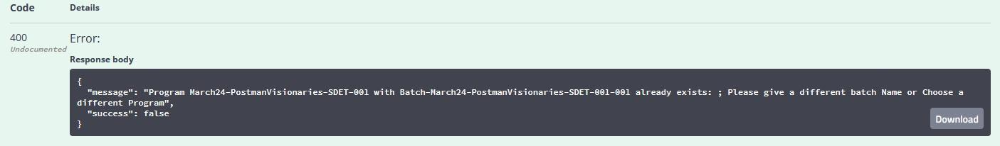 Code Details
400 Error:
Undocumented
Response body
{
"message": "Program March24-PostmanVisionaries-SDET-001 with Batch-March24-PostmanVisionaries-SDET-001-001 already exists: ; Please give a different batch Name or Choose a
different Program",
"success": false
}
Download